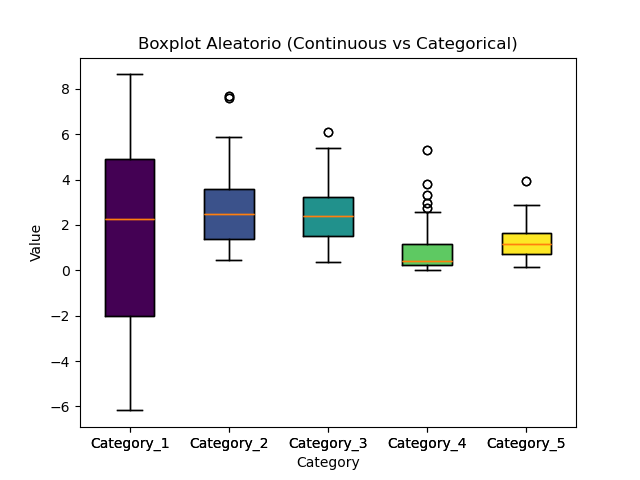 Boxplot Aleatorio (Continuous vs Categorical)
8
6
4
2
0
−2
−4
−6
Value
Category_1 Category_2 Category_3 Category_4 Category_5
Category